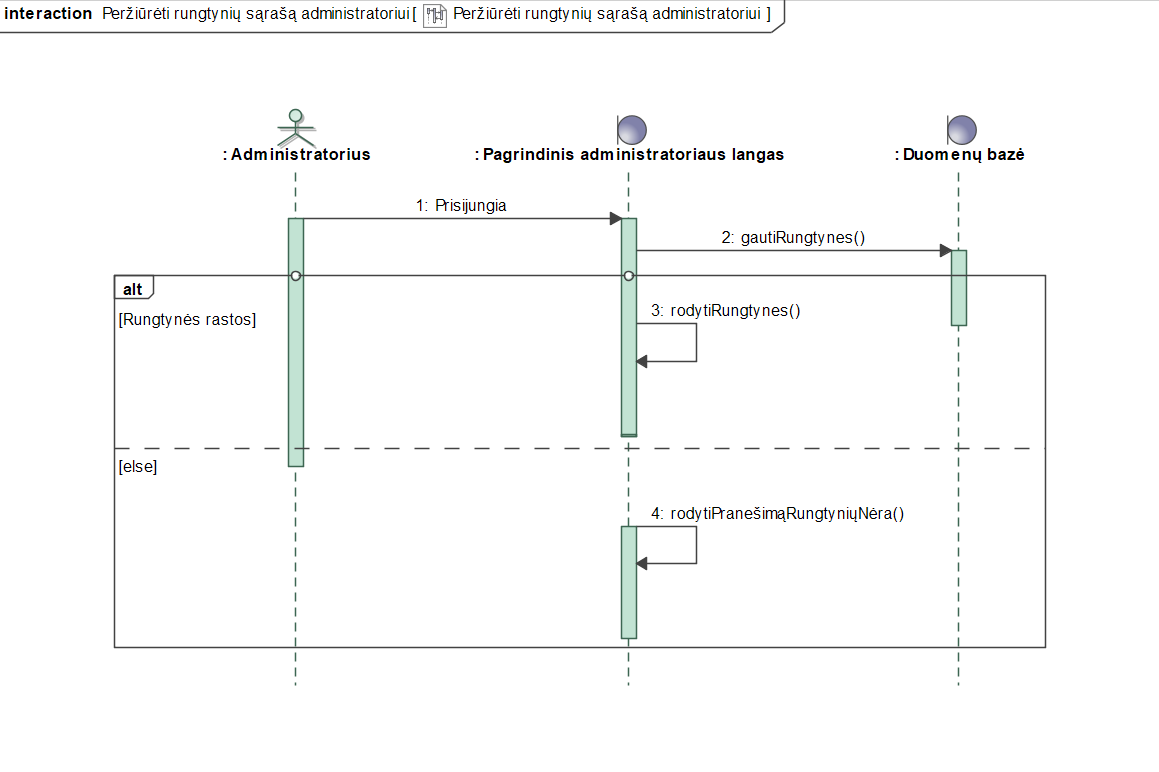 interaction Peržiūrėti rungtynių sąrašą administratoriui[ Peržiūrėti rungtynių sąrašą administratoriui ]
: Administratorius
: Pagrindinis administratoriaus langas
: Duomenų bazė
1: Prisijungia
2: gautiRungtynes()
alt
3: rodytiRungtynes()
[Rungtynės rastos]
[else]
4: rodytiPranešimąRungtyniųNėra()